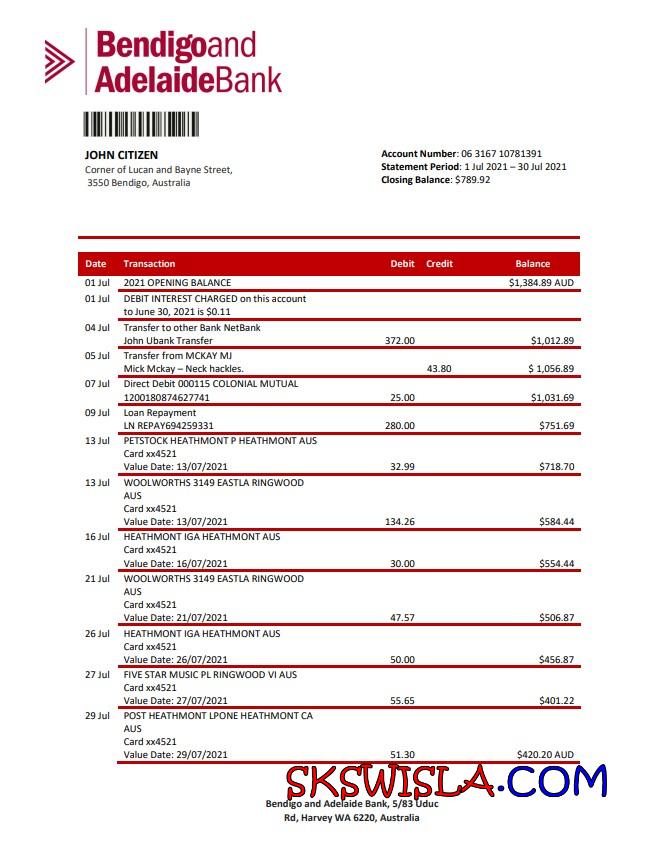 Bendigoand
AdelaideBank
JOHN CITIZEN
Corner of Lucan and Bayne Street,
3550 Bendigo, Australia
Account Number: 06 3167 10781391
Statement Period: 1 Jul 2021 – 30 Jul 2021
Closing Balance: $789.92
Date Transaction Debit Credit Balance
01 Jul 2021 OPENING BALANCE $1,384.89 AUD
01 Jul DEBIT INTEREST CHARGED on this account
to June 30, 2021 is $0.11
04 Jul Transfer to other Bank NetBank
John Ubank Transfer 372.00 $1,012.89
05 Jul Transfer from MCKAY MJ
Mick Mckay – Neck hackles. 43.80 $ 1,056.89
07 Jul Direct Debit 000115 COLONIAL MUTUAL
1200180874627741 25.00 $1,031.69
09 Jul Loan Repayment
LN REPAY694259331 280.00 $751.69
13 Jul PETSTOCK HEATHMONT P HEATHMONT AUS
Card xx4521
Value Date: 13/07/2021 32.99 $718.70
13 Jul WOOLWORTHS 3149 EASTLA RINGWOOD
AUS
Card xx4521
Value Date: 13/07/2021 134.26 $584.44
16 Jul HEATHMONT IGA HEATHMONT AUS
Card xx4521
Value Date: 16/07/2021 30.00 $554.44
21 Jul WOOLWORTHS 3149 EASTLA RINGWOOD
AUS
Card xx4521
Value Date: 21/07/2021 47.57 $506.87
26 Jul HEATHMONT IGA HEATHMONT AUS
Card xx4521
Value Date: 26/07/2021 50.00 $456.87
27 Jul FIVE STAR MUSIC PL RINGWOOD VI AUS
Card xx4521
Value Date: 27/07/2021 55.65 $401.22
29 Jul POST HEATHMONT LPONE HEATHMONT CA
AUS
Card xx4521
Value Date: 29/07/2021 51.30 $420.20 AUD
SKSWISLA.COM
Bendigo and Adelaide Bank, 5/83 Uduc
Rd, Harvey WA 6220, Australia